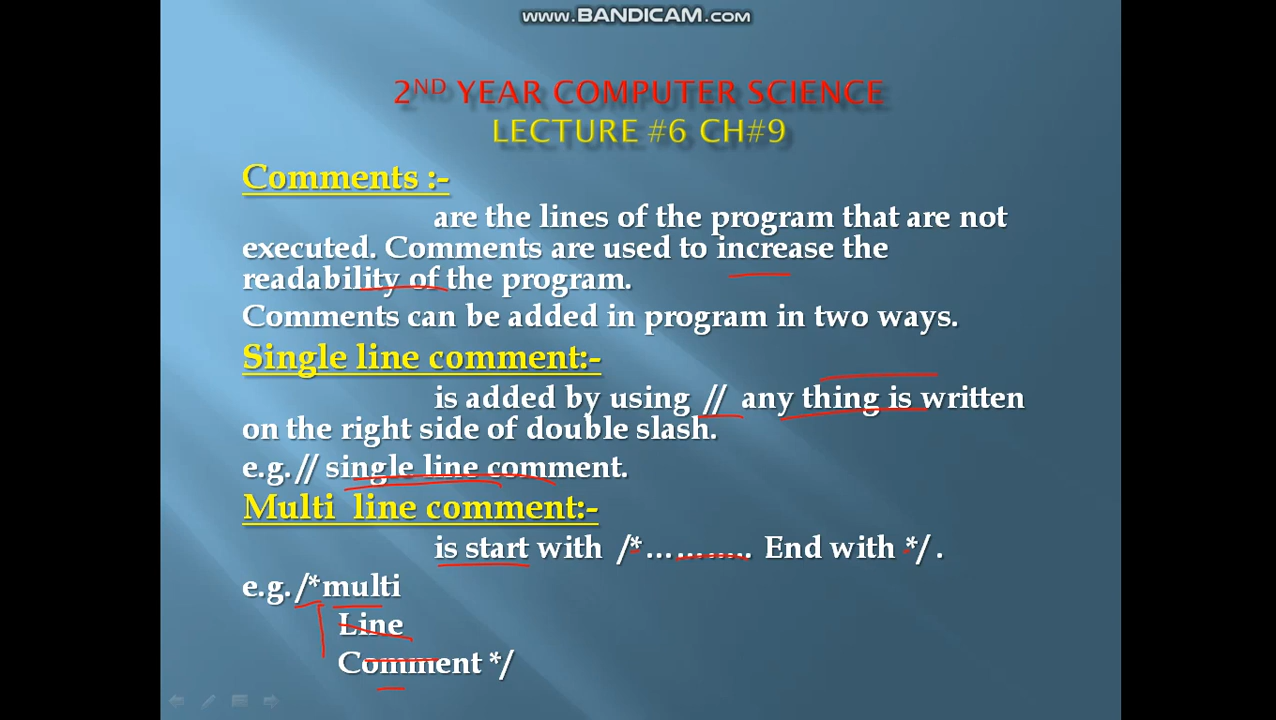 www.BANDICAM.com
2ND YEAR COMPUTER SCIENCE
LECTURE #6 CH#9
Comments :-
are the lines of the program that are not
executed. Comments are used to increase the
readability of the program.
Comments can be added in program in two ways.
Single line comment:-
is added by using // any thing is written
on the right side of double slash.
e.g. // single line comment.
Multi line comment:-
is start with /*……….. End with */ .
e.g. /*multi
Line
Comment */